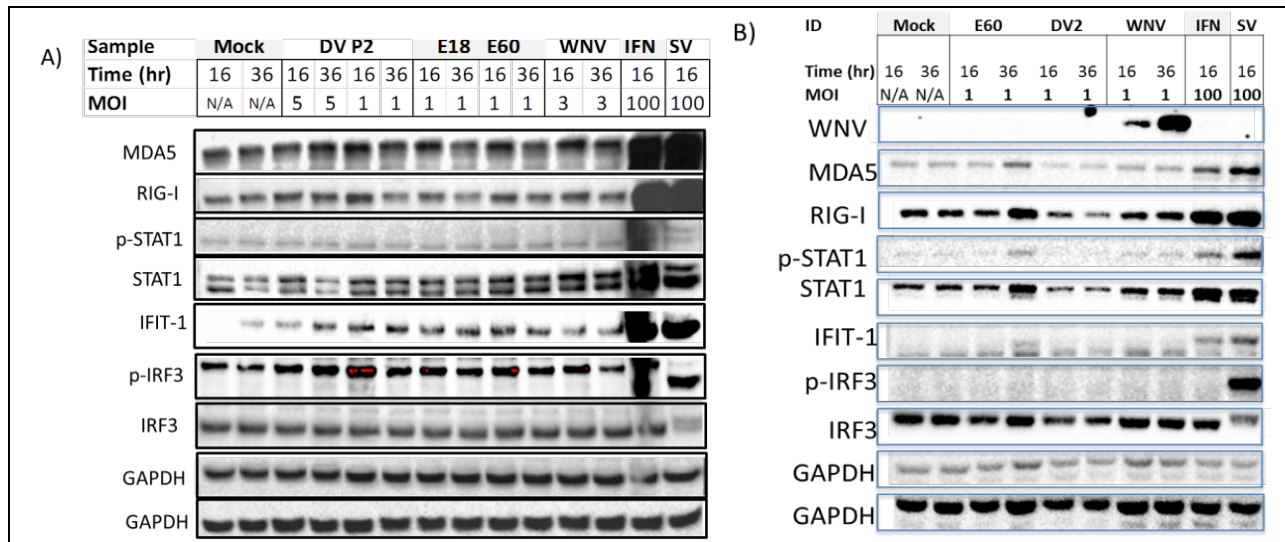 A)
Sample Mock DV P2 E18 E60 WNV IFN SV
Time (hr) 16 36 16 36 16 36 16 36 16 36 16 36 16 16
MOI N/A N/A 5 5 1 1 1 1 1 1 3 3 100 100
MDA5
RIG-I
p-STAT1
STAT1
IFIT-1
p-IRF3
IRF3
GAPDH
GAPDH
B)
ID Mock E60 DV2 WNV IFN SV
Time (hr) 16 36 16 36 16 36 16 36 16 16
MOI N/A N/A 1 1 1 1 1 1 100 100
WNV
MDA5
RIG-I
p-STAT1
STAT1
IFIT-1
p-IRF3
IRF3
GAPDH
GAPDH